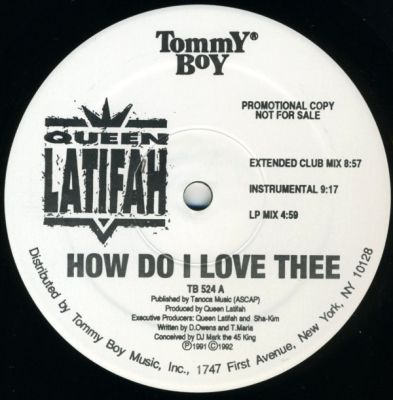 TommY®
BoY
PROMOTIONAL COPY
NOT FOR SALE
QUEEN
LATIFAH
EXTENDED CLUB MIX 8:57
INSTRUMENTAL 9:17
LP MIX 4:59
HOW DO I LOVE THEE
TB 524 A
Published by Tanoca Music (ASCAP)
Produced by Queen Latifah
Executive Producers: Queen Latifah and Sha-Kim
Written by D.Owens and T.Marie
Conceived by DJ Mark the 45 King
℗1991 ©1992
Distributed by Tommy Boy Music, Inc., 1747 First Avenue, New York, NY 10128